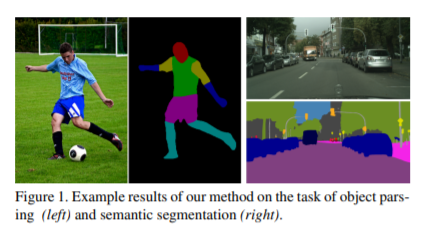 Figure 1. Example results of our method on the task of object pars-
ing (left) and semantic segmentation (right).